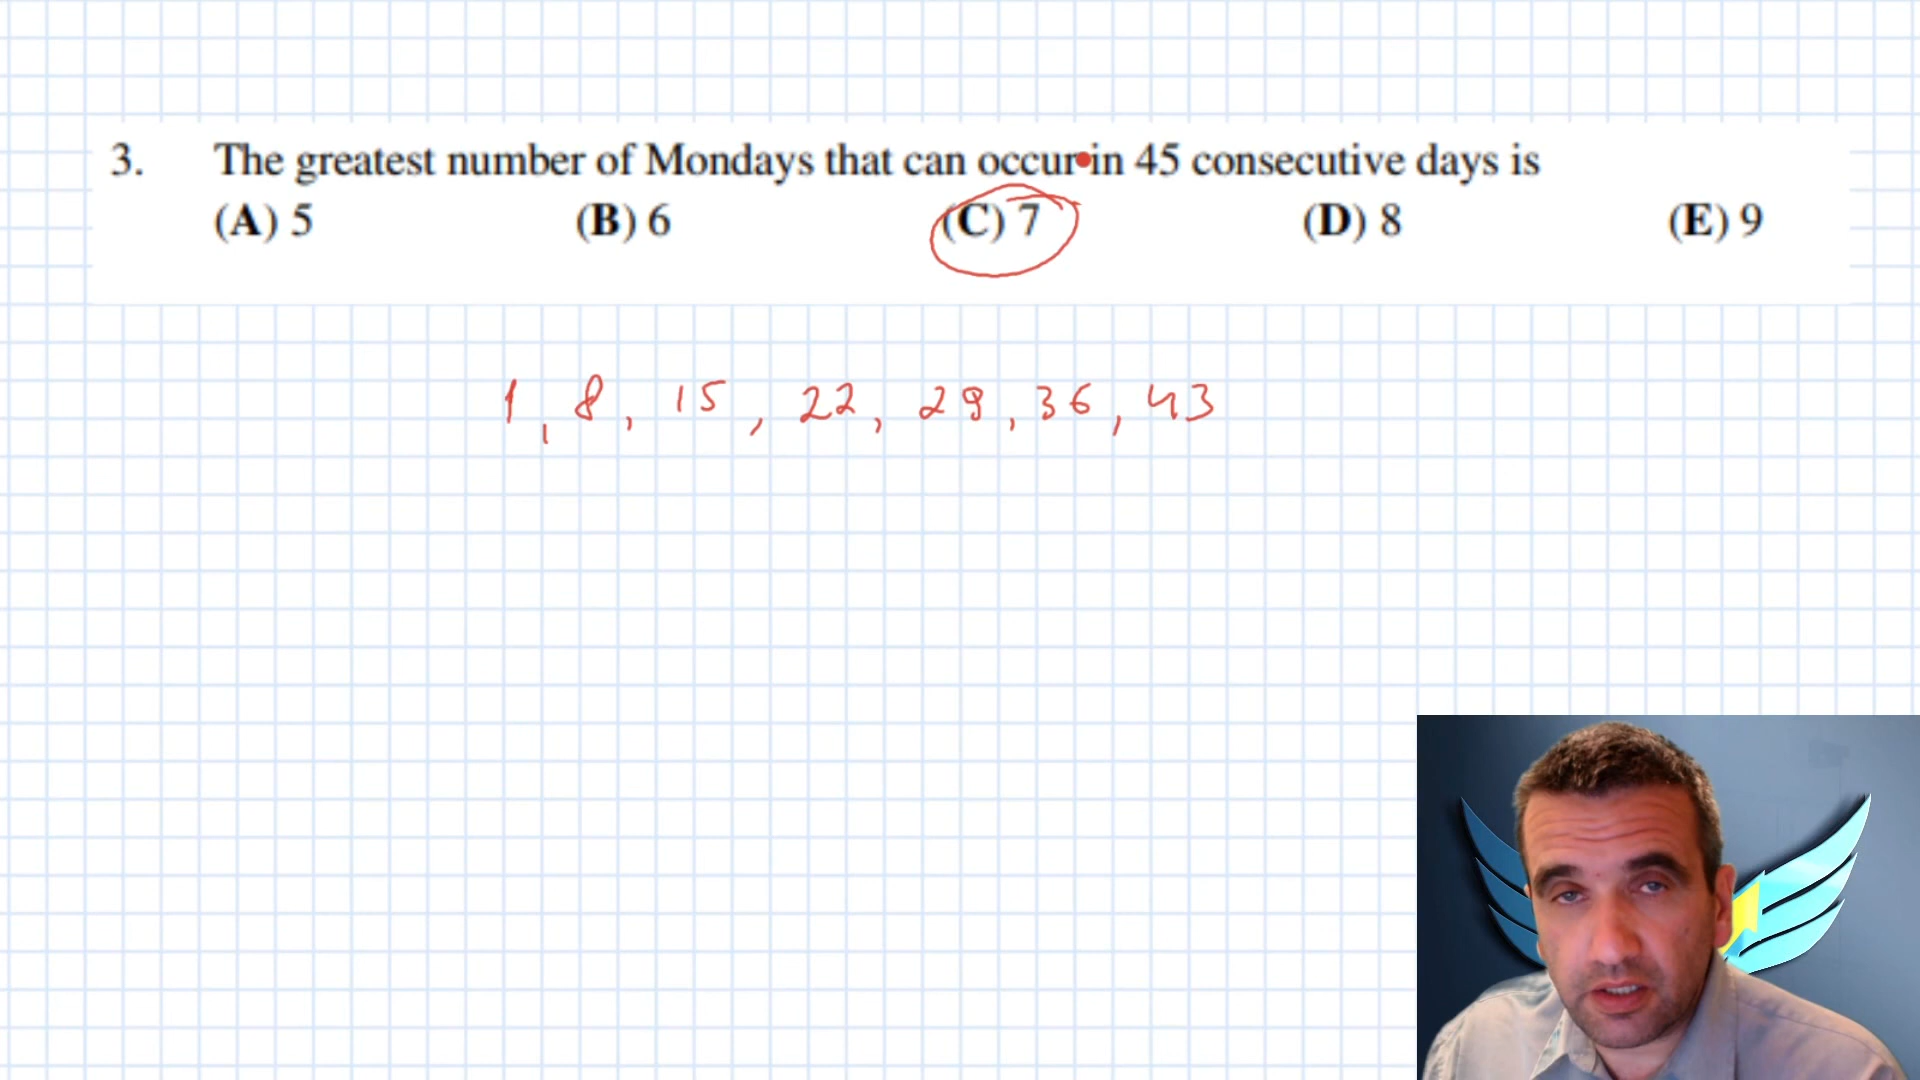 3. The greatest number of Mondays that can occur in 45 consecutive days is
(A) 5 (B) 6 (C) 7 (D) 8 (E) 9
1, 8, 15, 22, 29, 36, 43